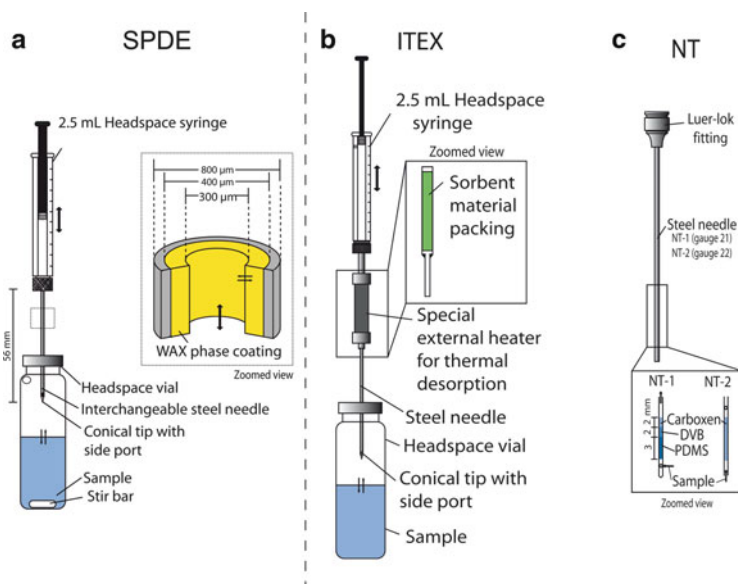 a
SPDE
2.5 mL Headspace syringe
800 µm
400 µm
300 µm
WAX phase coating
Zoomed view
56 mm
Headspace vial
Interchangeable steel needle
Conical tip with
side port
Sample
Stir bar
b
ITEX
2.5 mL Headspace
syringe
Zoomed view
Sorbent
material
packing
Special
external heater
for thermal
desorption
Steel needle
Headspace vial
Conical tip with
side port
Sample
c
NT
Luer-lok
fitting
Steel needle
NT-1 (gauge 21)
NT-2 (gauge 22)
NT-1
NT-2
3 2 2 mm
Carboxen
DVB
PDMS
Sample
Zoomed view